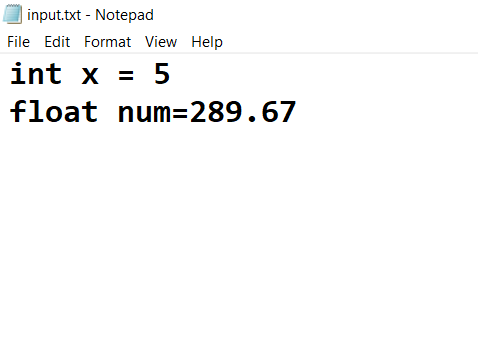 input.txt - Notepad
File Edit Format View Help
int x = 5
float num=289.67